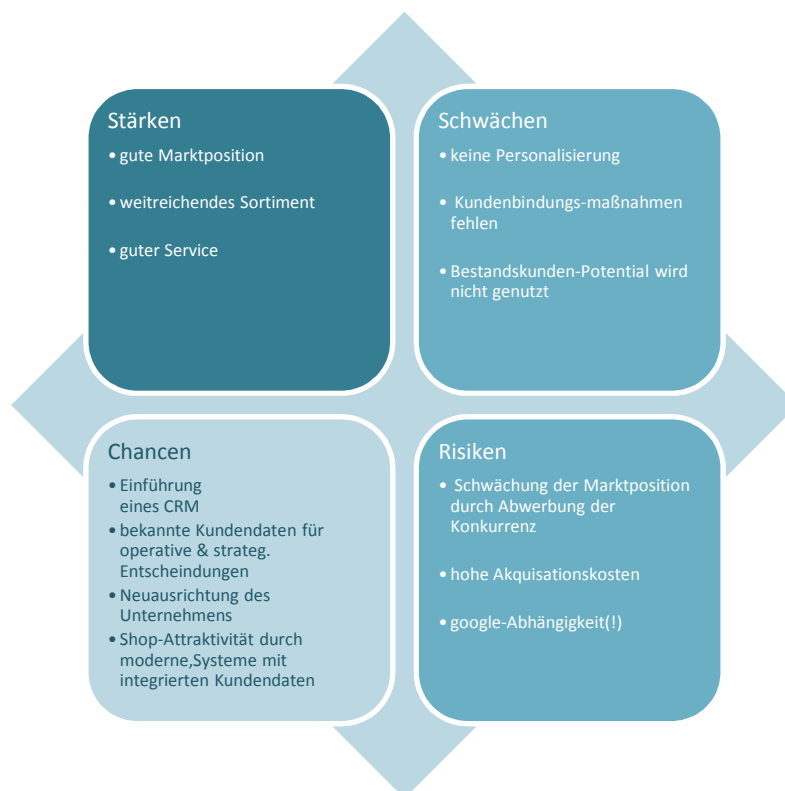 Stärken
• gute Marktposition
• weitreichendes Sortiment
• guter Service
Schwächen
• keine Personalisierung
• Kundenbindungs-maßnahmen
fehlen
• Bestandskunden-Potential wird
nicht genutzt
Chancen
• Einführung
eines CRM
• bekannte Kundendaten für
operative & strateg.
Entscheindungen
• Neuausrichtung des
Unternehmens
• Shop-Attraktivität durch
moderne,Systeme mit
integrierten Kundendaten
Risiken
• Schwächung der Marktposition
durch Abwerbung der
Konkurrenz
• hohe Akquisationskosten
• google-Abhängigkeit(!)